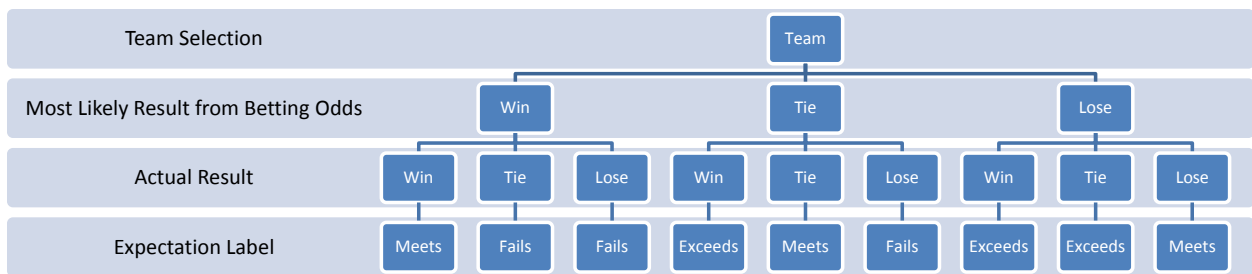 Team Selection
Team
Most Likely Result from Betting Odds
Win
Tie
Lose
Actual Result
Win
Tie
Lose
Win
Tie
Lose
Win
Tie
Lose
Expectation Label
Meets
Fails
Fails
Exceeds
Meets
Fails
Exceeds
Exceeds
Meets